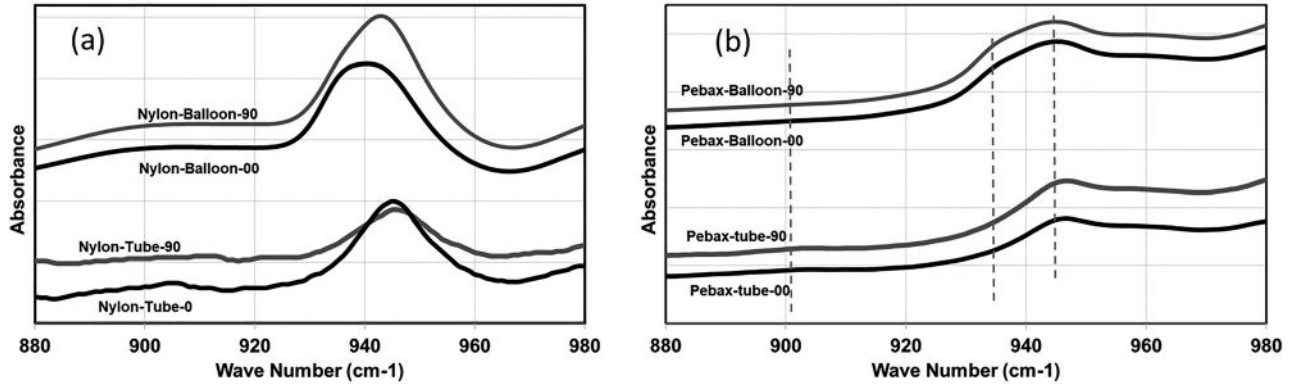 (a)
Nylon-Balloon-90
Nylon-Balloon-00
Nylon-Tube-90
Nylon-Tube-0
Absorbance
880 900 920 940 960 980
Wave Number (cm-1)
(b)
Pebax-Balloon-90
Pebax-Balloon-00
Pebax-tube-90
Pebax-tube-00
Absorbance
880 900 920 940 960 980
Wave Number (cm-1)